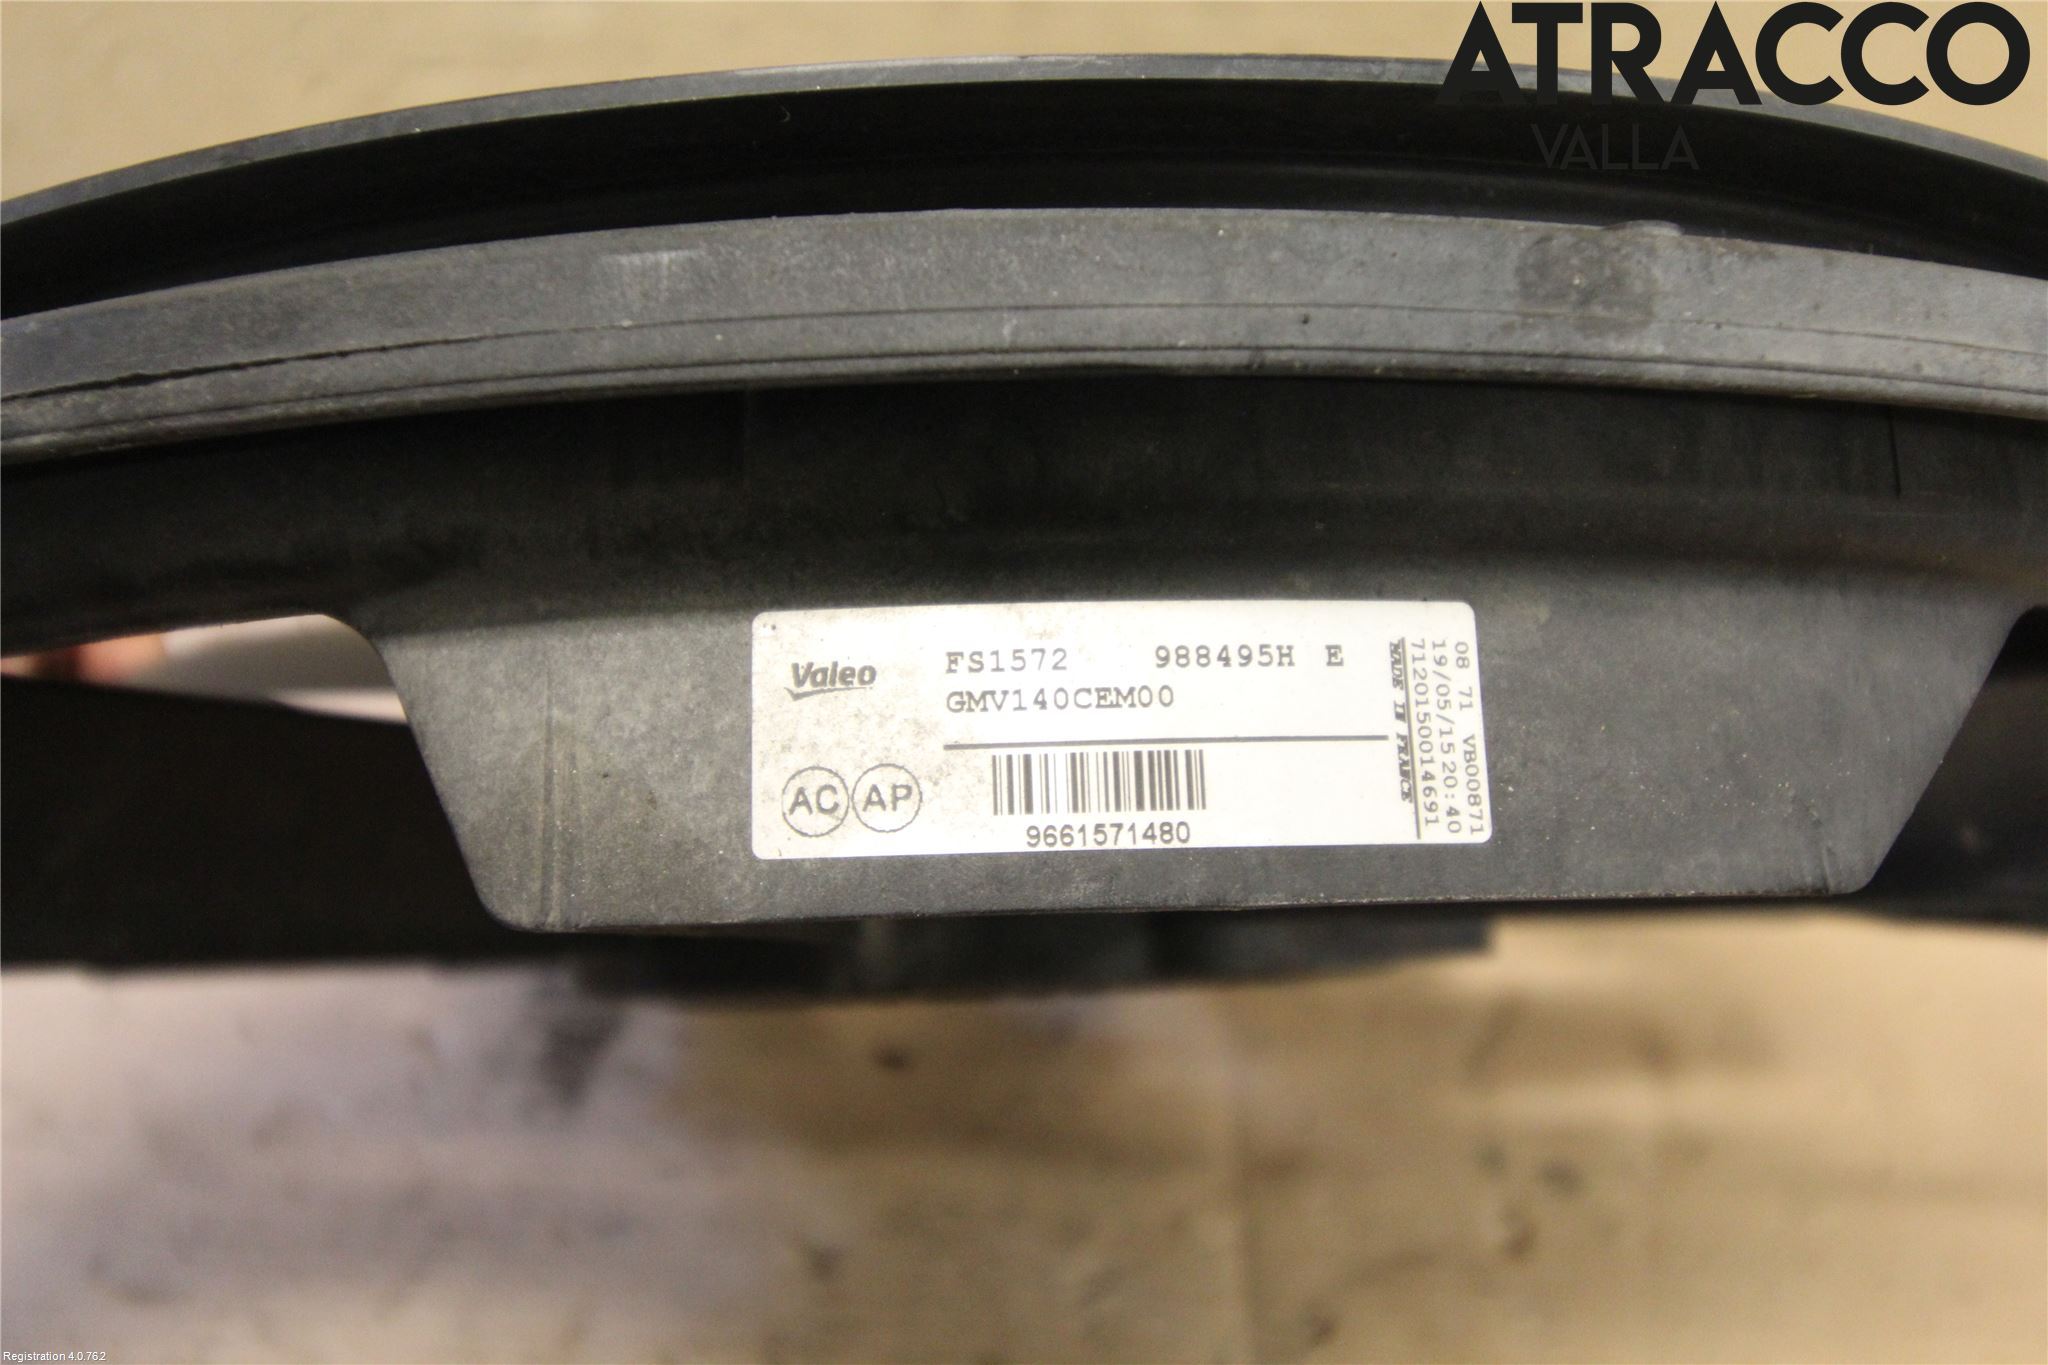 ATRACCO
VALLA
Valeo
FS1572 988495H E
GMV140CEM00
AC AP
9661571480
08 71 VB000871
19/05/1520:40
7120150014691
MADE IN FRANCE
Registration 4.0.762